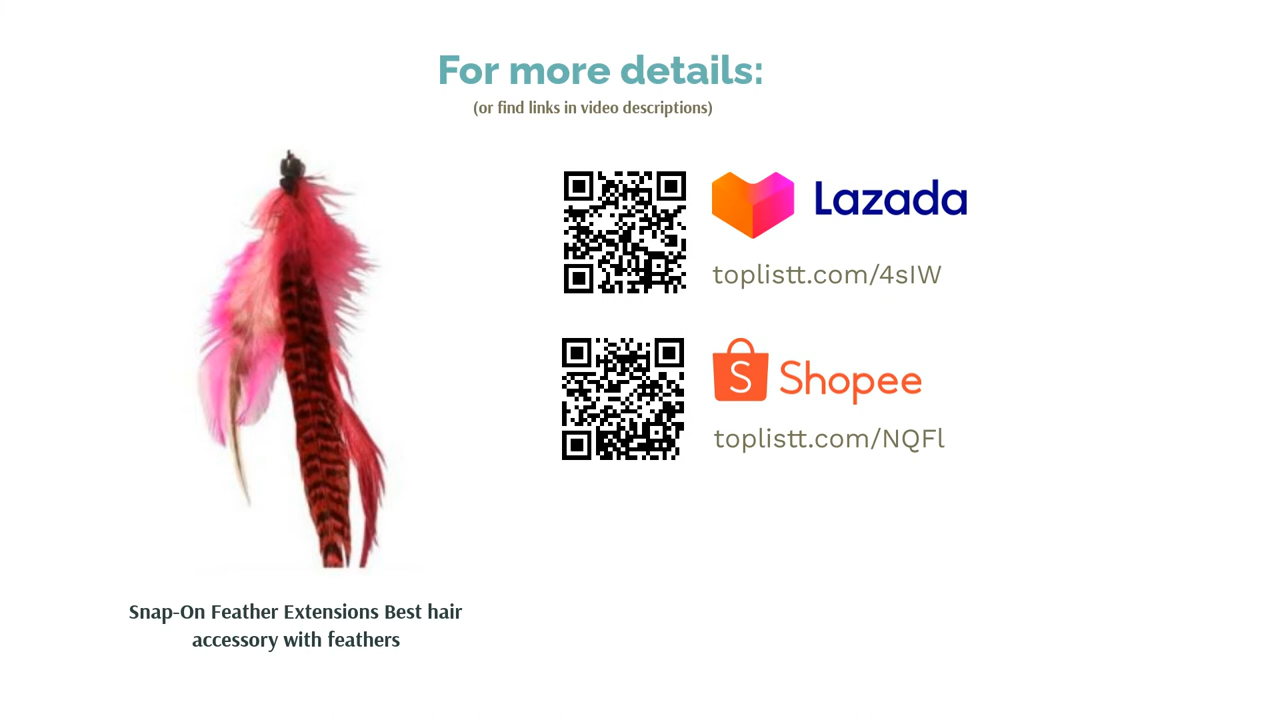 For more details:
(or find links in video descriptions)
Lazada
toplistt.com/4sIW
S Shopee
toplistt.com/NQFl
Snap-On Feather Extensions Best hair
accessory with feathers